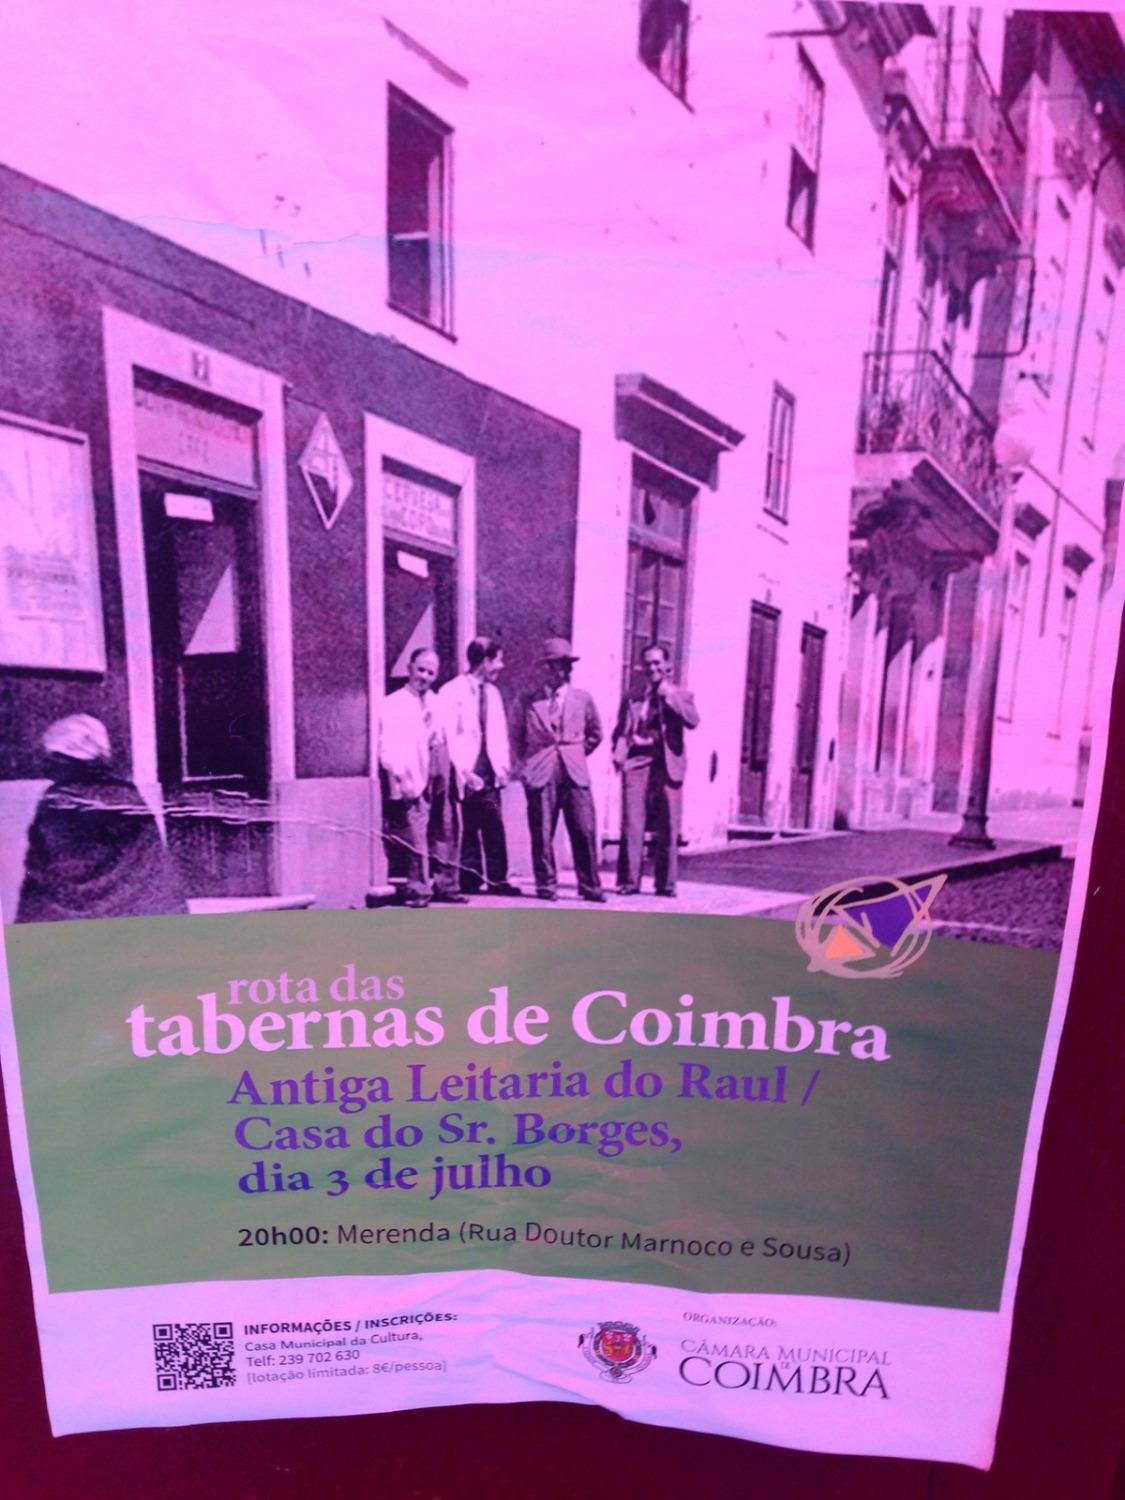 CAFÉ
CERVEJA
rota das
tabernas de Coimbra
Antiga Leitaria do Raul /
Casa do Sr. Borges,
dia 3 de julho
20h00: Merenda (Rua Doutor Marnoco e Sousa)
INFORMAÇÕES / INSCRIÇÕES:
Casa Municipal da Cultura,
Telf: 239 702 630
[lotação limitada: 8€/pessoa]
ORGANIZAÇÃO:
CÂMARA MUNICIPAL
DE
COIMBRA